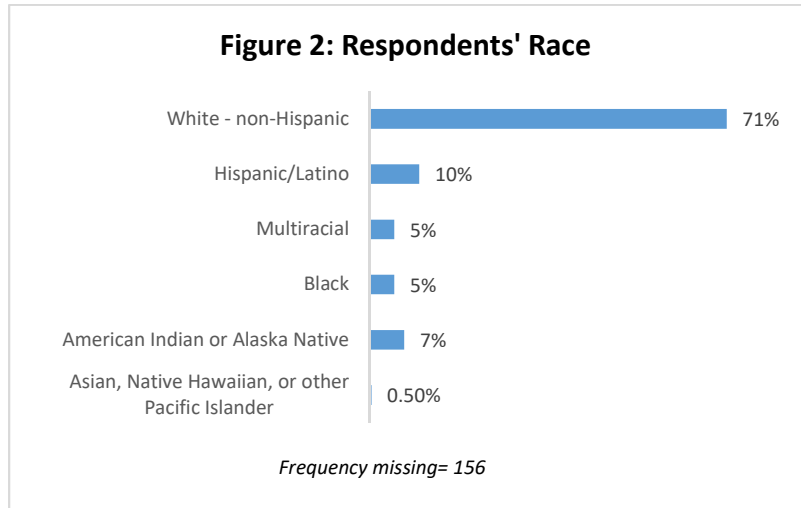 Figure 2: Respondents' Race
White - non-Hispanic
71%
Hispanic/Latino
10%
Multiracial
5%
Black
5%
American Indian or Alaska Native
7%
Asian, Native Hawaiian, or other
Pacific Islander
0.50%
Frequency missing= 156